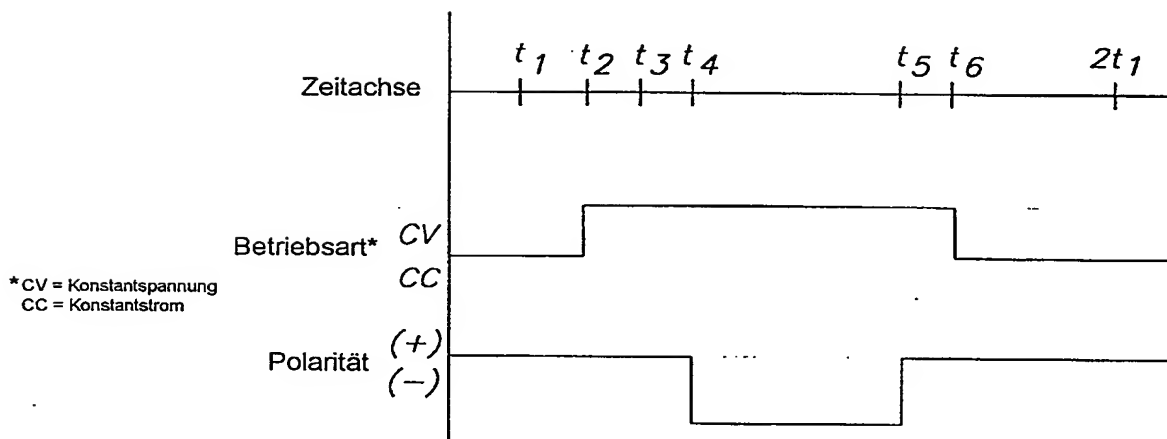 t1 t2 t3 t4 t5 t6 2t1
Zeitachse
Betriebsart* CV
CC
*CV = Konstantspannung
CC = Konstantstrom
Polarität (+)
(−)